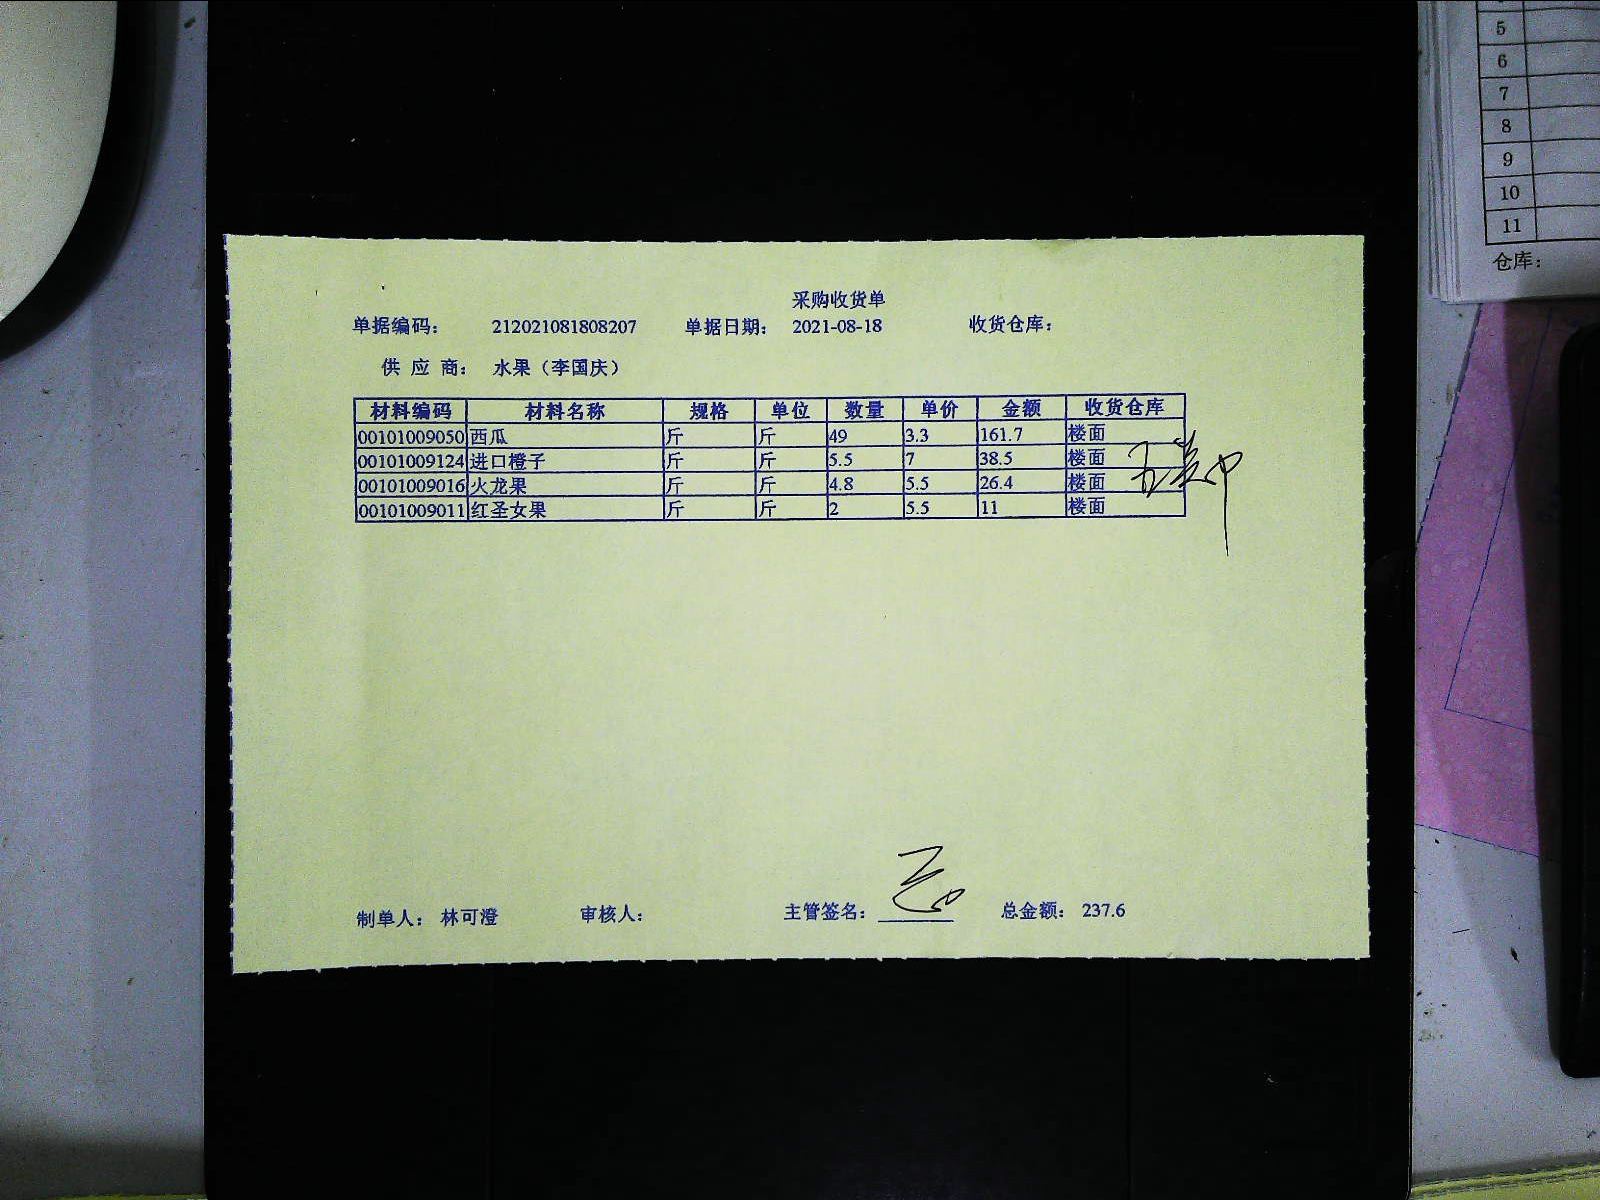 5
6
7
8
9
10
11
仓库：
采购收货单
单据编码： 212021081808207 单据日期： 2021-08-18 收货仓库：
供 应 商： 水果（李国庆）
材料编码 材料名称 规格 单位 数量 单价 金额 收货仓库
00101009050 西瓜 斤 斤 49 3.3 161.7 楼面
00101009124 进口橙子 斤 斤 5.5 7 38.5 楼面
00101009016 火龙果 斤 斤 4.8 5.5 26.4 楼面
00101009011 红圣女果 斤 斤 2 5.5 11 楼面
制单人： 林可澄 审核人： 主管签名： 总金额： 237.6